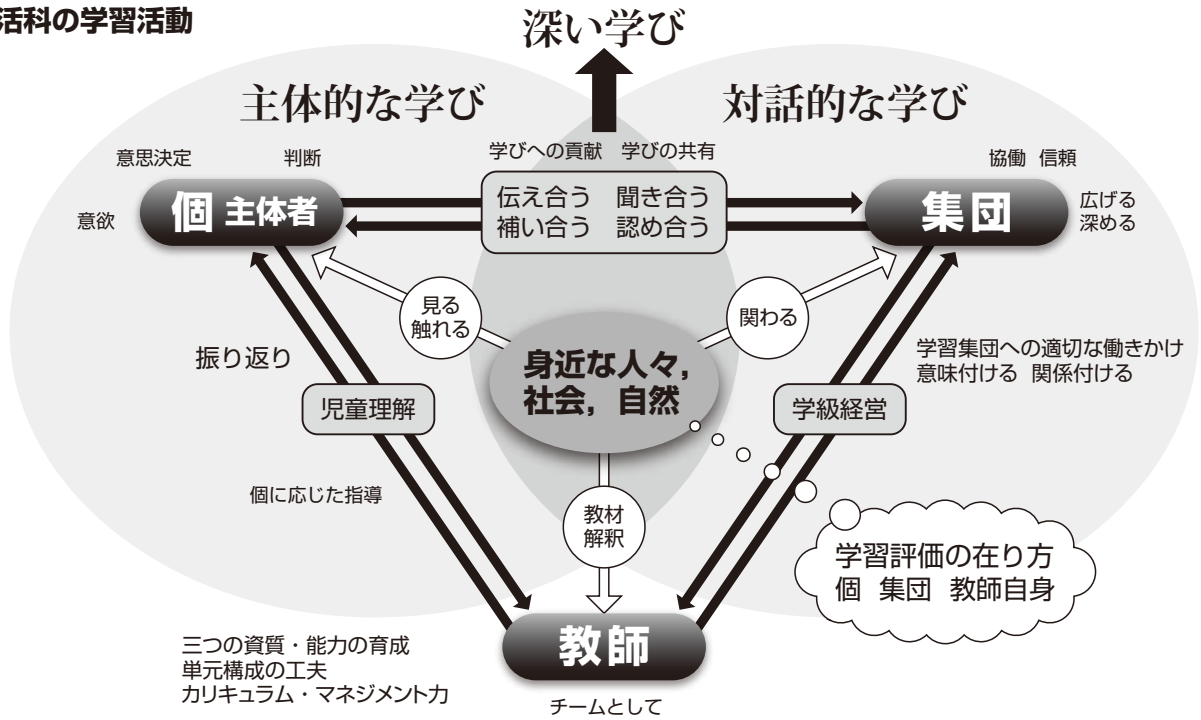 活科の学習活動
深い学び
主体的な学び
対話的な学び
学びへの貢献 学びの共有
意思決定 判断
協働 信頼
意欲
個 主体者
伝え合う 聞き合う
補い合う 認め合う
集団
広げる
深める
見る
触れる
関わる
身近な人々，
社会，自然
振り返り
学習集団への適切な働きかけ
意味付ける 関係付ける
児童理解
学級経営
個に応じた指導
教材
解釈
学習評価の在り方
個 集団 教師自身
三つの資質・能力の育成
単元構成の工夫
カリキュラム・マネジメント力
教師
チームとして